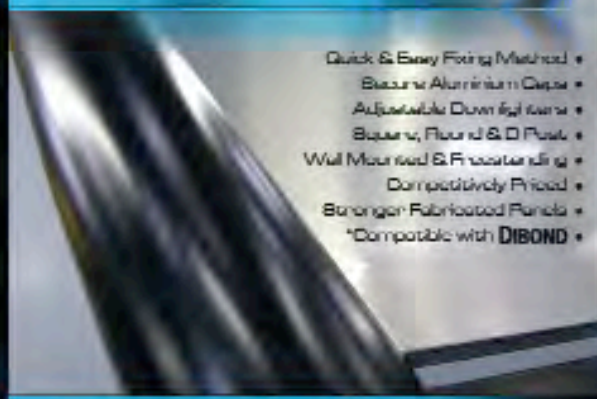 Quick & Easy Fixing Method •
Secure Aluminium Caps •
Adjustable Downlighters •
Square, Round & D Post •
Wall Mounted & Freestanding •
Competitively Priced •
Stronger Fabricated Panels •
*Compatible with DIBOND •